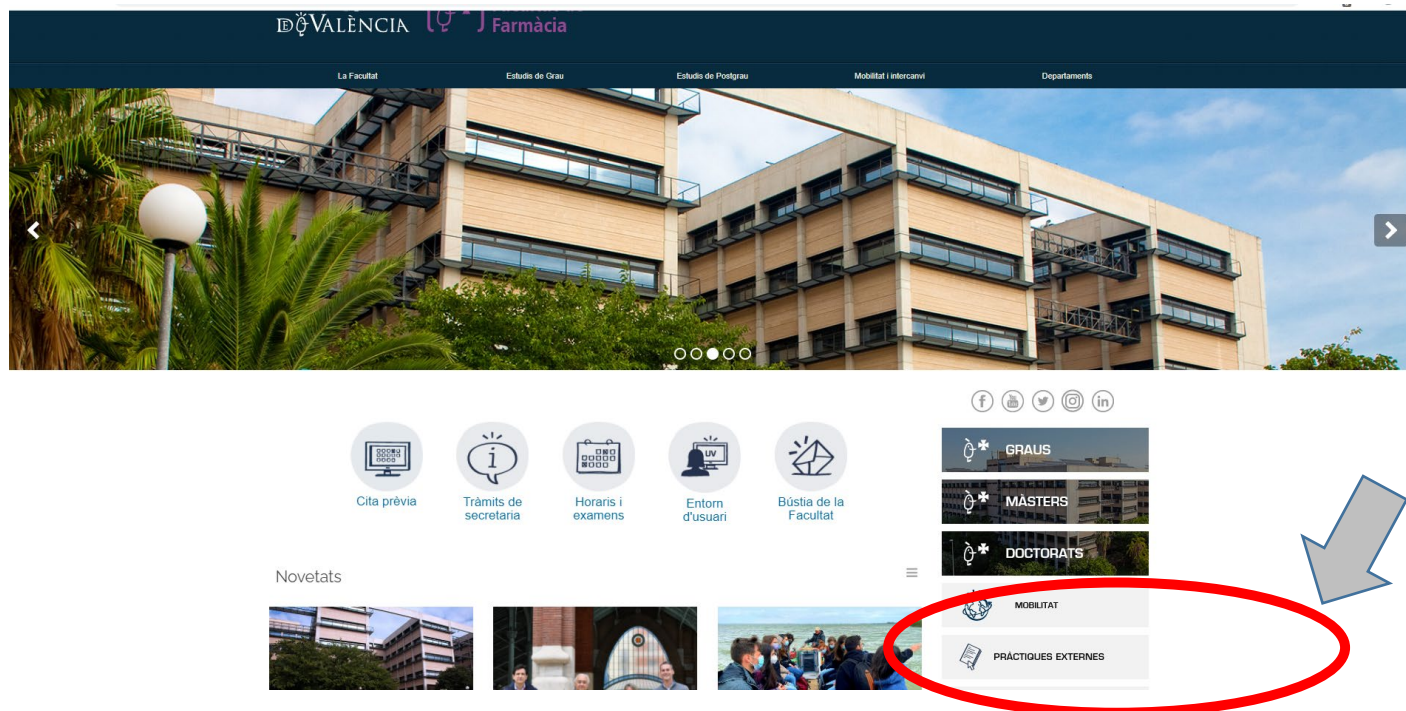 VALÈNCIA
Farmàcia
La Facultat
Estudis de Grau
Estudis de Postgrau
Mobilitat i intercanvi
Departaments
Cita prèvia
Tràmits de
secretaria
Horaris i
examens
UV
Entorn
d'usuari
Bústia de la
Facultat
GRAUS
MÀSTERS
DOCTORATS
Novetats
MOBILITAT
PRÁCTIQUES EXTERNES